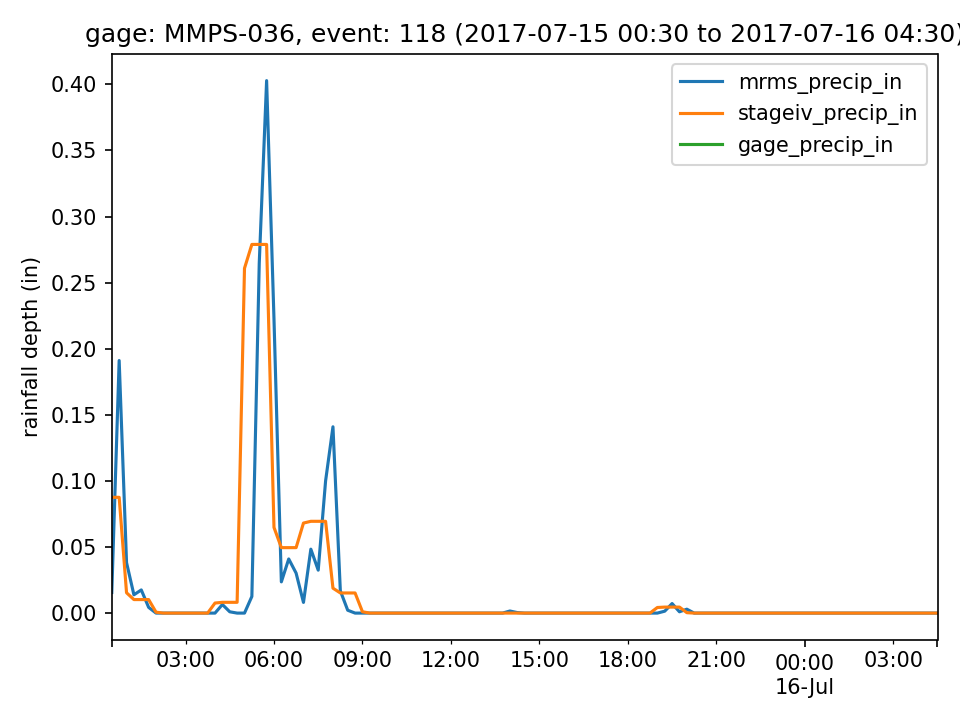 gage: MMPS-036, event: 118 (2017-07-15 00:30 to 2017-07-16 04:30)
mrms_precip_in
stageiv_precip_in
gage_precip_in
rainfall depth (in)
0.40
0.35
0.30
0.25
0.20
0.15
0.10
0.05
0.00
03:00 06:00 09:00 12:00 15:00 18:00 21:00 00:00 03:00
16-Jul